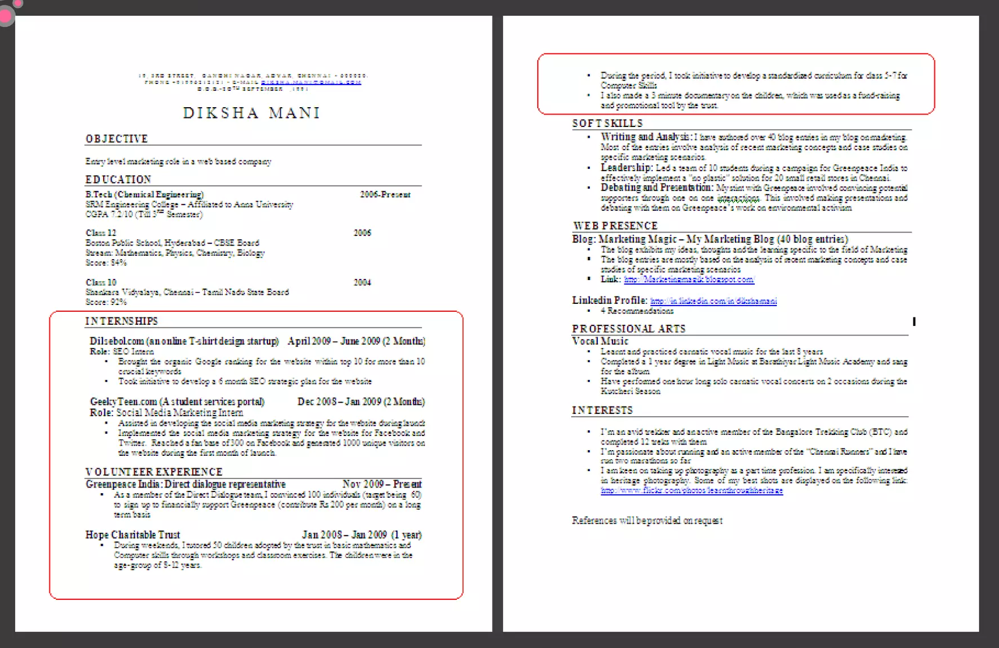 19, 3RD STREET, GANDHI NAGAR, ADYAR, CHENNAI -
PHONE - E-MAIL
D.O.B.-30TH SEPTEMBER ,1991
DIKSHA MANI
OBJECTIVE
Entry level marketing role in a web based company
EDUCATION
B.Tech (Chemical Engineering) 2006-Present
SRM Engineering College – Affiliated to Anna University
CGPA 7.2/10 (Till 3RD Semester)
Class 12 2006
Boston Public School, Hyderabad – CBSE Board
Stream: Mathematics, Physics, Chemistry, Biology
Score: 84%
Class 10 2004
Shankara Vidyalaya, Chennai – Tamil Nadu State Board
Score: 92%
INTERNSHIPS
Dilsebol.com (an online T-shirt design startup) April 2009 – June 2009 (2 Months)
Role: SEO Intern
• Brought the organic Google ranking for the website within top 10 for more than 10
crucial keywords
• Took initiative to develop a 6 month SEO strategic plan for the website
GeekyTeen.com (A student services portal) Dec 2008 – Jan 2009 (2 Months)
Role: Social Media Marketing Intern
• Assisted in developing the social media marketing strategy for the website during launch
• Implemented the social media marketing strategy for the website for Facebook and
Twitter. Reached a fan base of 300 on Facebook and generated 1000 unique visitors on
the website during the first month of launch.
VOLUNTEER EXPERIENCE
Greenpeace India: Direct dialogue representative Nov 2009 – Present
• As a member of the Direct Dialogue team, I convinced 100 individuals (target being 60)
to sign up to financially support Greenpeace (contribute Rs 200 per month) on a long
term basis
Hope Charitable Trust Jan 2008 – Jan 2009 (1 year)
• During weekends, I tutored 50 children adopted by the trust in basic mathematics and
Computer skills through workshops and classroom exercises. The children were in the
age-group of 8-12 years.
• During the period, I took initiative to develop a standardized curriculum for class 5-7 for
Computer Skills
• I also made a 3 minute documentary on the children, which was used as a fund-raising
and promotional tool by the trust.
SOFT SKILLS
• Writing and Analysis: I have authored over 40 blog entries in my blog on marketing.
Most of the entries involve analysis of recent marketing concepts and case studies on
specific marketing scenarios.
• Leadership: Led a team of 10 students during a campaign for Greenpeace India to
effectively implement a "no plastic" solution for 20 small retail stores in Chennai.
• Debating and Presentation: My stint with Greenpeace involved convincing potential
supporters through one on one interactions. This involved making presentations and
debating with them on Greenpeace's work on environmental activism
WEB PRESENCE
Blog: Marketing Magic – My Marketing Blog (40 blog entries)
• The blog exhibits my ideas, thoughts and the learning specific to the field of Marketing
• The blog entries are mostly based on the analysis of recent marketing concepts and case
studies of specific marketing scenarios
• Link: http://Marketingmagik.blogspot.com/
Linkedin Profile: http://in.linkedin.com/in/dikshamani
• 4 Recommendations
PROFESSIONAL ARTS
Vocal Music
• Learnt and practiced carnatic vocal music for the last 8 years
• Completed a 1 year degree in Light Music at Barathiyar Light Music Academy and sang
for the album
• Have performed one hour long solo carnatic vocal concerts on 2 occasions during the
Kutcheri Season
INTERESTS
• I'm an avid trekker and an active member of the Bangalore Trekking Club (BTC) and
completed 12 treks with them
• I'm passionate about running and an active member of the "Chennai Runners" and I have
run two marathons so far
• I am keen on taking up photography as a part time profession. I am specifically interested
in heritage photography. Some of my best shots are displayed on the following link:
http://www.flickr.com/photos/learnthroughheritage
References will be provided on request